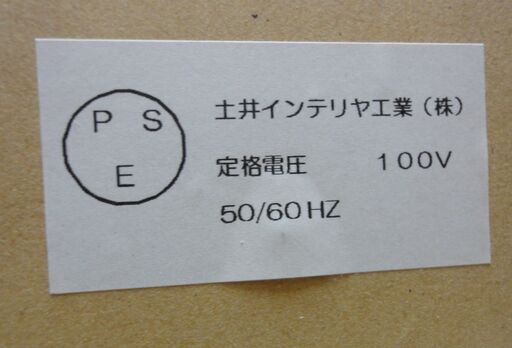 P S
E
土井インテリヤ工業（株）
定格電圧 100V
50/60HZ